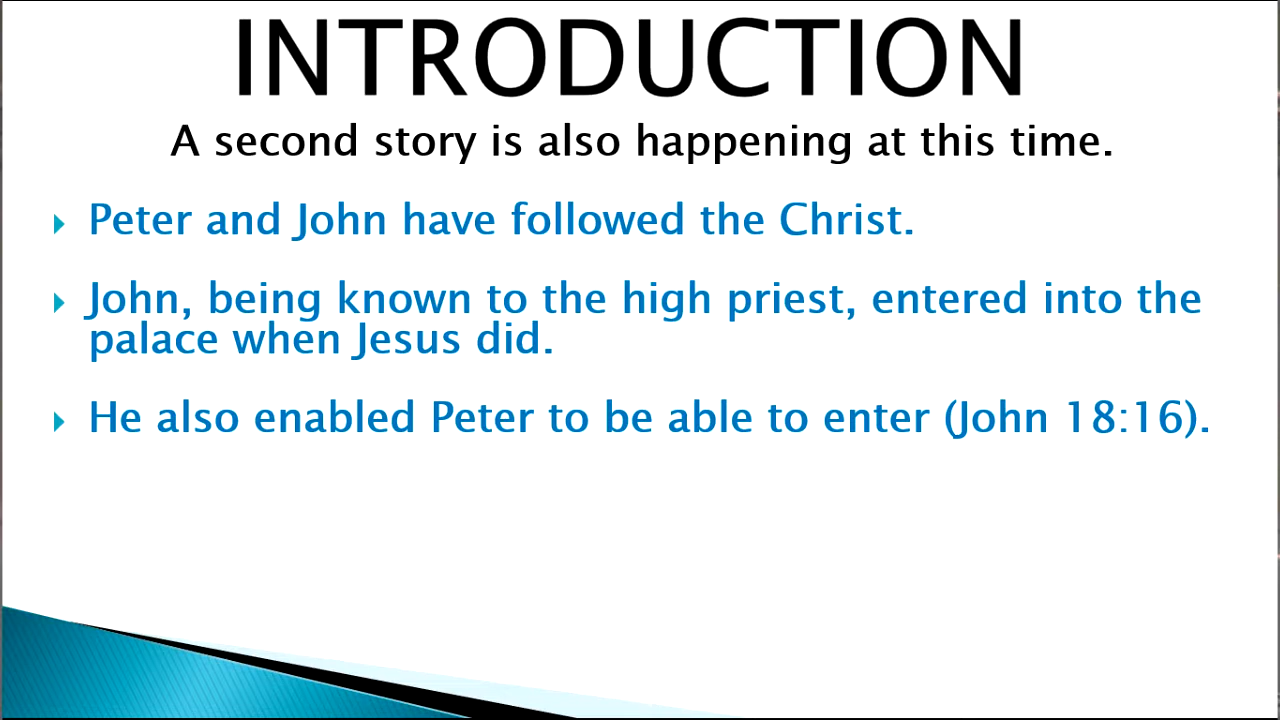 INTRODUCTION
A second story is also happening at this time.
Peter and John have followed the Christ.
John, being known to the high priest, entered into the
palace when Jesus did.
He also enabled Peter to be able to enter (John 18:16).